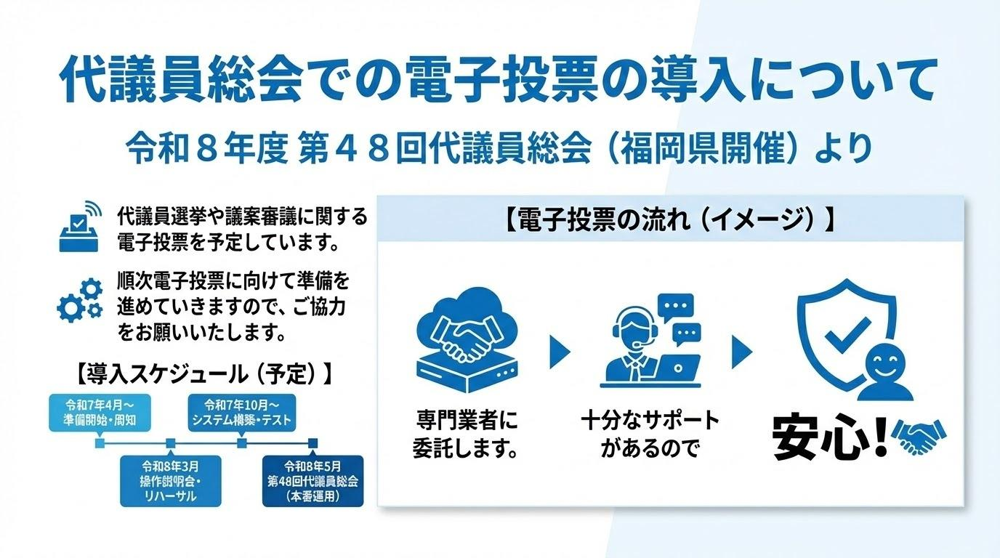 代議員総会での電子投票の導入について
令和８年度 第４８回代議員総会（福岡県開催）より
代議員選挙や議案審議に関する
電子投票を予定しています。
順次電子投票に向けて準備を
進めていきますので、ご協力
をお願いいたします。
【導入スケジュール（予定）】
令和7年4月～
準備開始・周知
令和7年10月～
システム構築・テスト
令和8年3月
操作説明会・
リハーサル
令和8年5月
第48回代議員総会
（本番運用）
【電子投票の流れ（イメージ）】
専門業者に
委託します。
十分なサポート
があるので
安心！